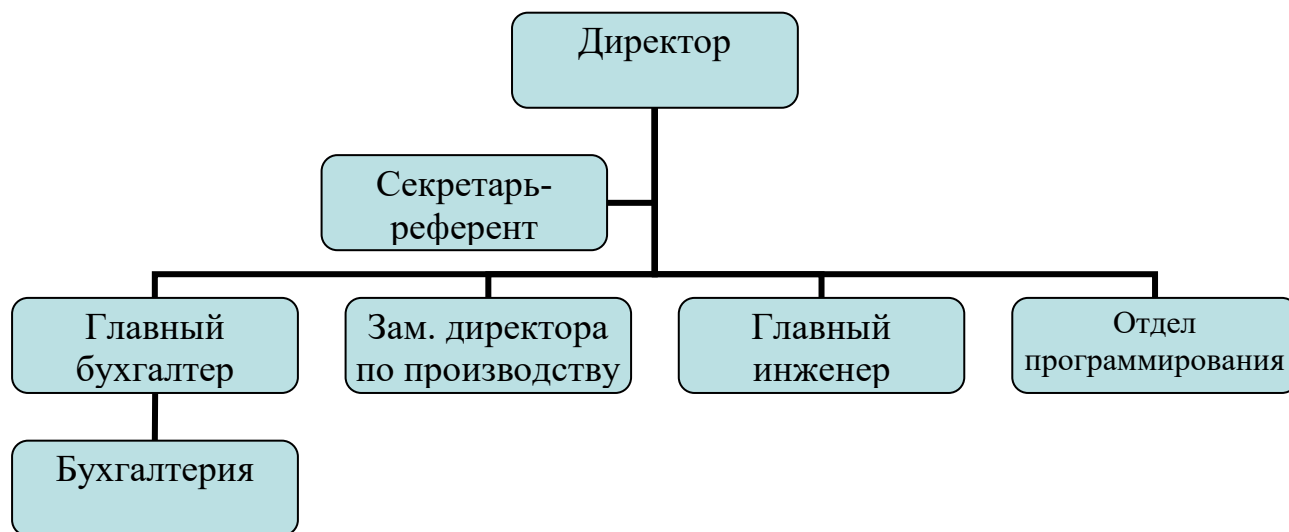 Директор
Секретарь-
референт
Главный
бухгалтер
Зам. директора
по производству
Главный
инженер
Отдел
программирования
Бухгалтерия